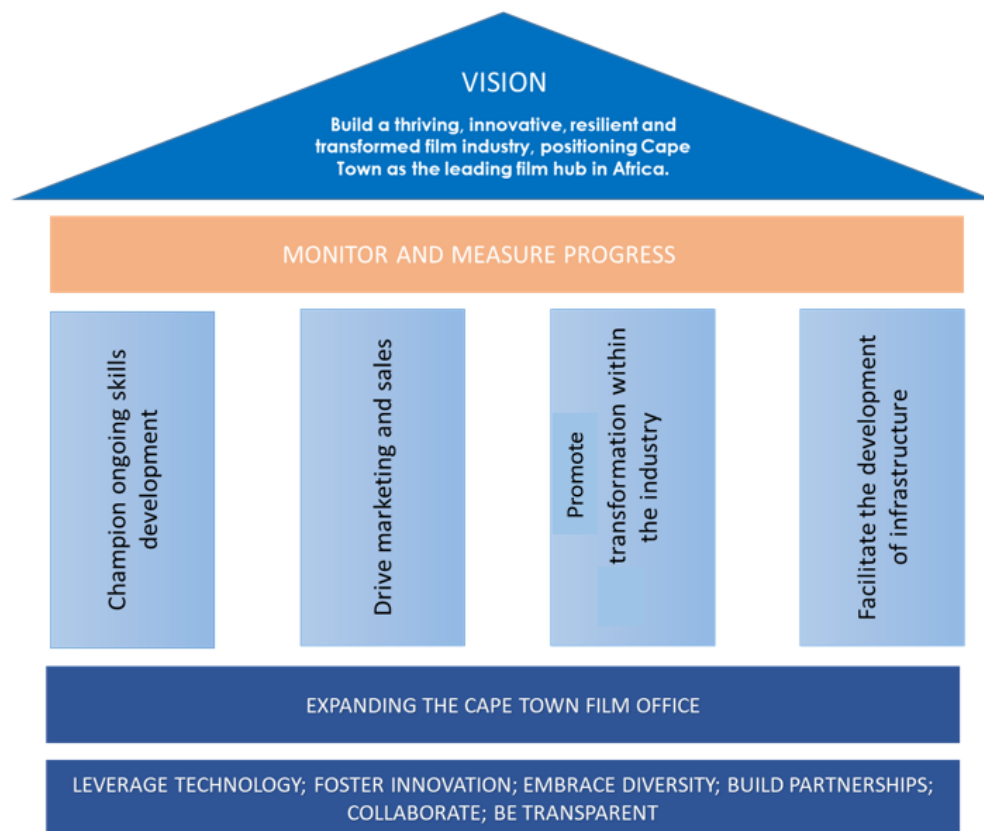 VISION
Build a thriving, innovative, resilient and
transformed film industry, positioning Cape
Town as the leading film hub in Africa.
MONITOR AND MEASURE PROGRESS
Champion ongoing skills
development
Drive marketing and sales
Promote
transformation within
the industry
Facilitate the development
of infrastructure
EXPANDING THE CAPE TOWN FILM OFFICE
LEVERAGE TECHNOLOGY; FOSTER INNOVATION; EMBRACE DIVERSITY; BUILD PARTNERSHIPS;
COLLABORATE; BE TRANSPARENT